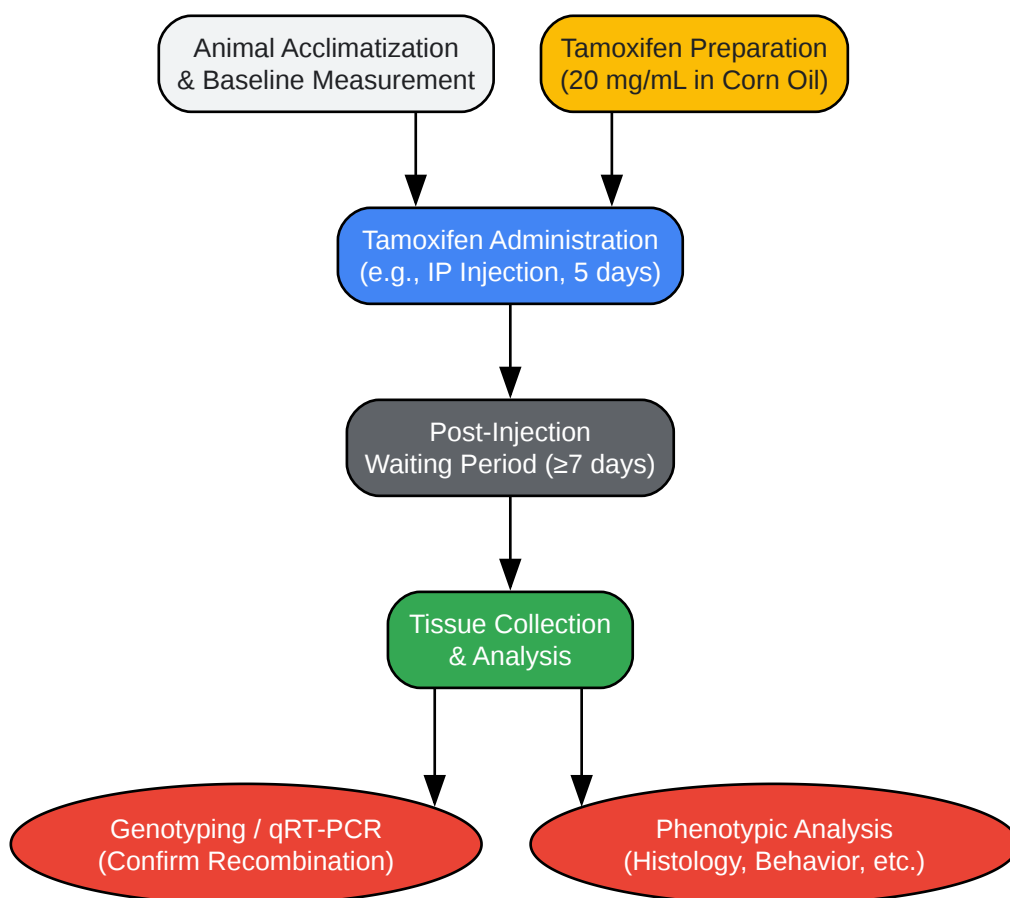 Animal Acclimatization
& Baseline Measurement
Tamoxifen Preparation
(20 mg/mL in Corn Oil)
Tamoxifen Administration
(e.g., IP Injection, 5 days)
Post-Injection
Waiting Period (≥7 days)
Tissue Collection
& Analysis
Genotyping / qRT-PCR
(Confirm Recombination)
Phenotypic Analysis
(Histology, Behavior, etc.)